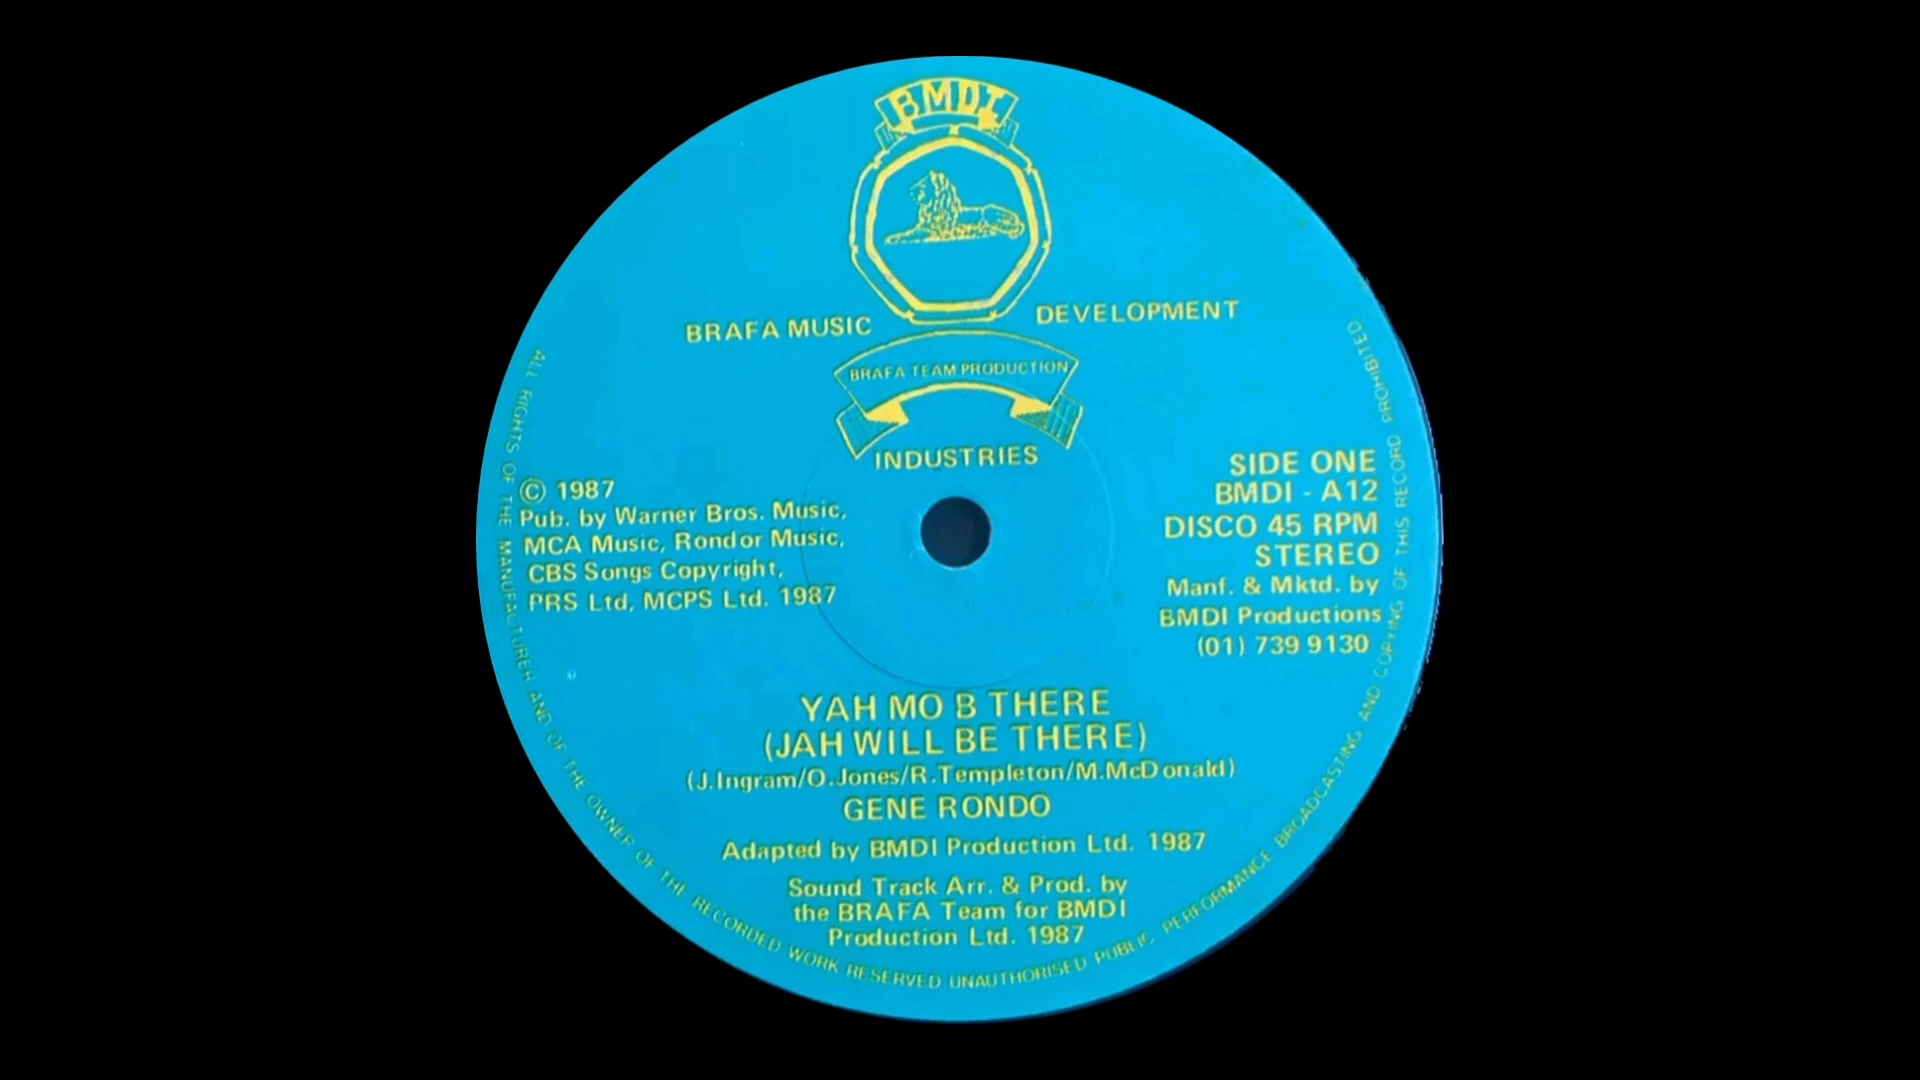 BMDI
BRAFA MUSIC DEVELOPMENT
BRAFA TEAM PRODUCTION
INDUSTRIES
© 1987
Pub. by Warner Bros. Music,
MCA Music, Rondor Music,
CBS Songs Copyright,
PRS Ltd, MCPS Ltd. 1987
SIDE ONE
BMDI - A12
DISCO 45 RPM
STEREO
Manf. & Mktd. by
BMDI Productions
(01) 739 9130
YAH MO B THERE
(JAH WILL BE THERE)
(J.Ingram/O.Jones/R.Templeton/M.McDonald)
GENE RONDO
Adapted by BMDI Production Ltd. 1987
Sound Track Arr. & Prod. by
the BRAFA Team for BMDI
Production Ltd. 1987
ALL RIGHTS OF THE MANUFACTURER AND OF THE OWNER OF THE RECORDED WORK RESERVED UNAUTHORISED PUBLIC PERFORMANCE BROADCASTING AND COPYING OF THIS RECORD PROHIBITED